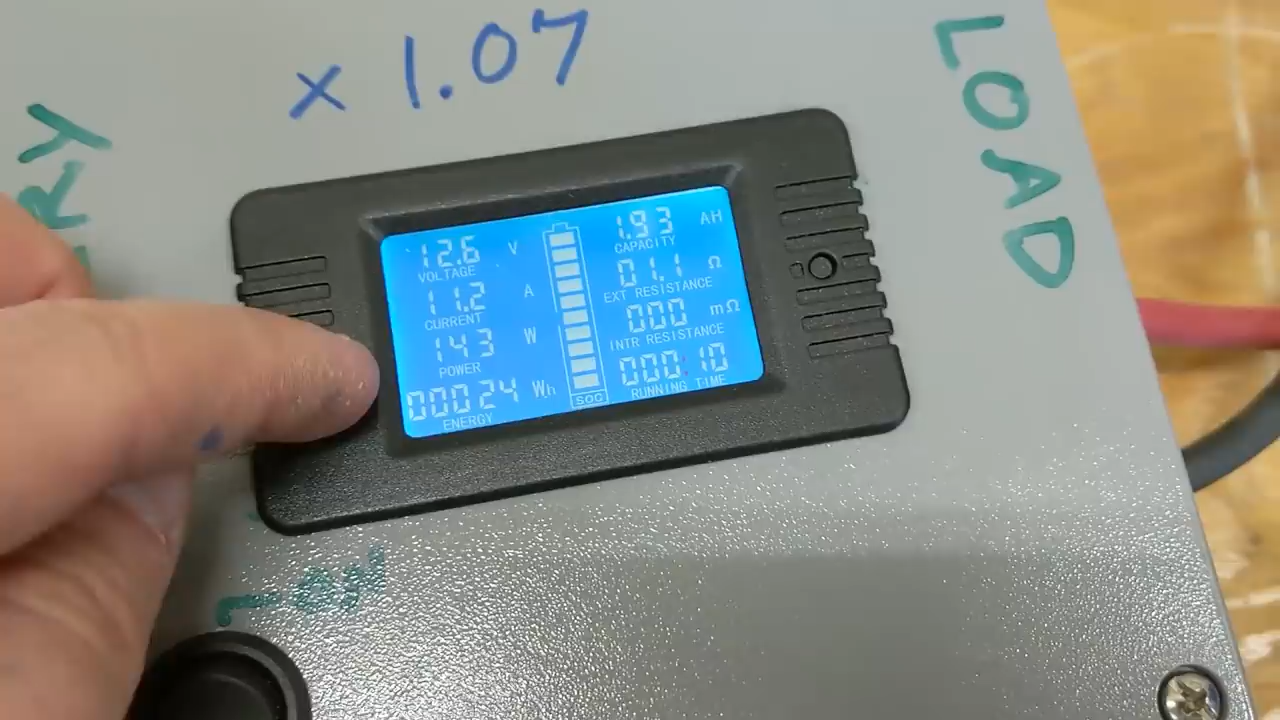 × 1.07
LOAD
RY
12.6 V
VOLTAGE
11.2 A
CURRENT
143 W
POWER
00024 Wh
ENERGY
SOC
1.93 AH
CAPACITY
01.1 Ω
EXT RESISTANCE
000 mΩ
INTR RESISTANCE
000:10
RUNNING TIME